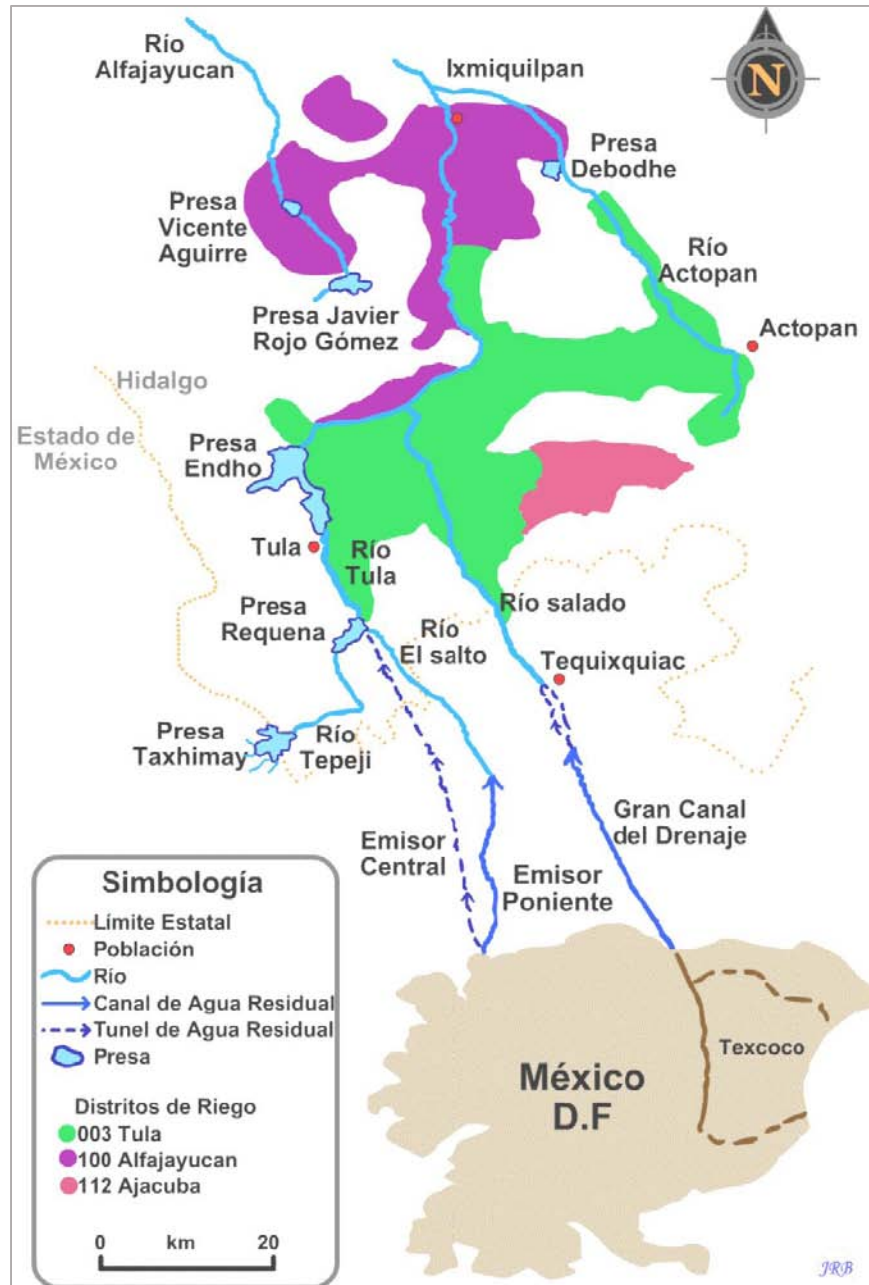 Río
Alfajayucan
Ixmiquilpan
N
Presa
Debodhe
Presa
Vicente
Aguirre
Río
Actopan
Presa Javier
Rojo Gómez
Actopan
Hidalgo
Estado de
México
Presa
Endho
Tula
Río
Tula
Presa
Requena
Río salado
Río
El salto
Tequixquiac
Presa
Taxhimay
Río
Tepeji
Gran Canal
del Drenaje
Emisor
Central
Emisor
Poniente
Texcoco
México
D.F
Simbología
Límite Estatal
Población
Río
Canal de Agua Residual
Tunel de Agua Residual
Presa
Distritos de Riego
003 Tula
100 Alfajayucan
112 Ajacuba
0 km 20
JRB